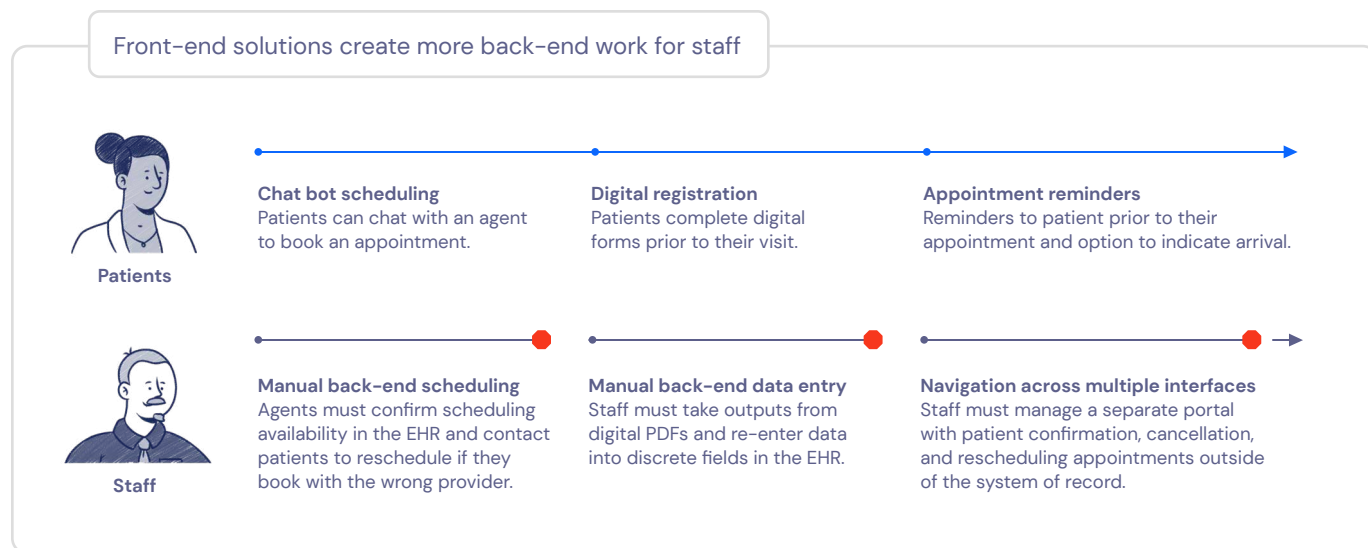 Front-end solutions create more back-end work for staff
Patients
Chat bot scheduling
Patients can chat with an agent
to book an appointment.
Digital registration
Patients complete digital
forms prior to their visit.
Appointment reminders
Reminders to patient prior to their
appointment and option to indicate arrival.
Staff
Manual back-end scheduling
Agents must confirm scheduling
availability in the EHR and contact
patients to reschedule if they
book with the wrong provider.
Manual back-end data entry
Staff must take outputs from
digital PDFs and re-enter data
into discrete fields in the EHR.
Navigation across multiple interfaces
Staff must manage a separate portal
with patient confirmation, cancellation,
and rescheduling appointments outside
of the system of record.